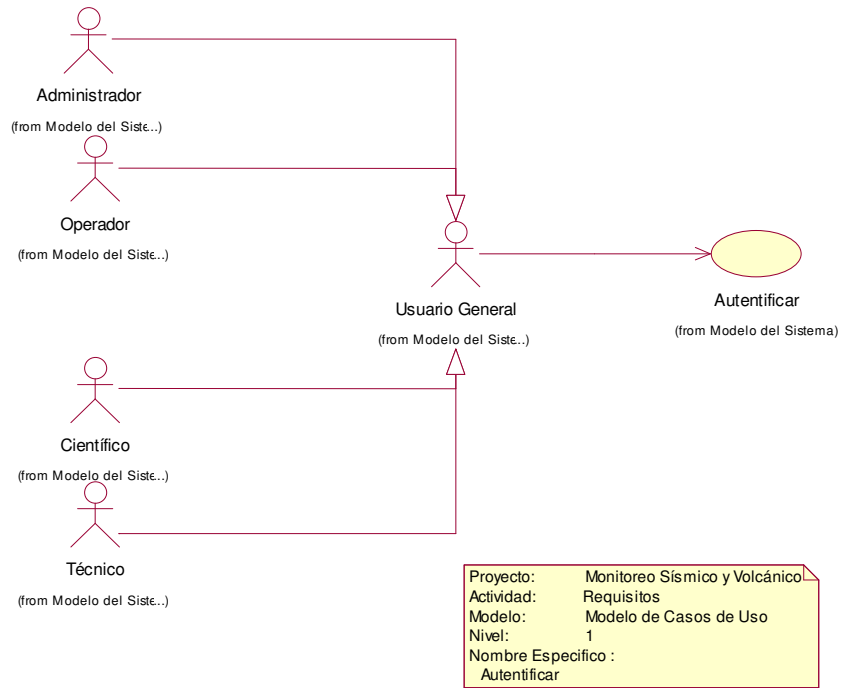 Administrador
(from Modelo del Siste...)
Operador
(from Modelo del Siste...)
Usuario General
(from Modelo del Siste...)
Autentificar
(from Modelo del Sistema)
Científico
(from Modelo del Siste...)
Técnico
(from Modelo del Siste...)
Proyecto: Monitoreo Sísmico y Volcánico
Actividad: Requisitos
Modelo: Modelo de Casos de Uso
Nivel: 1
Nombre Especifico :
Autentificar